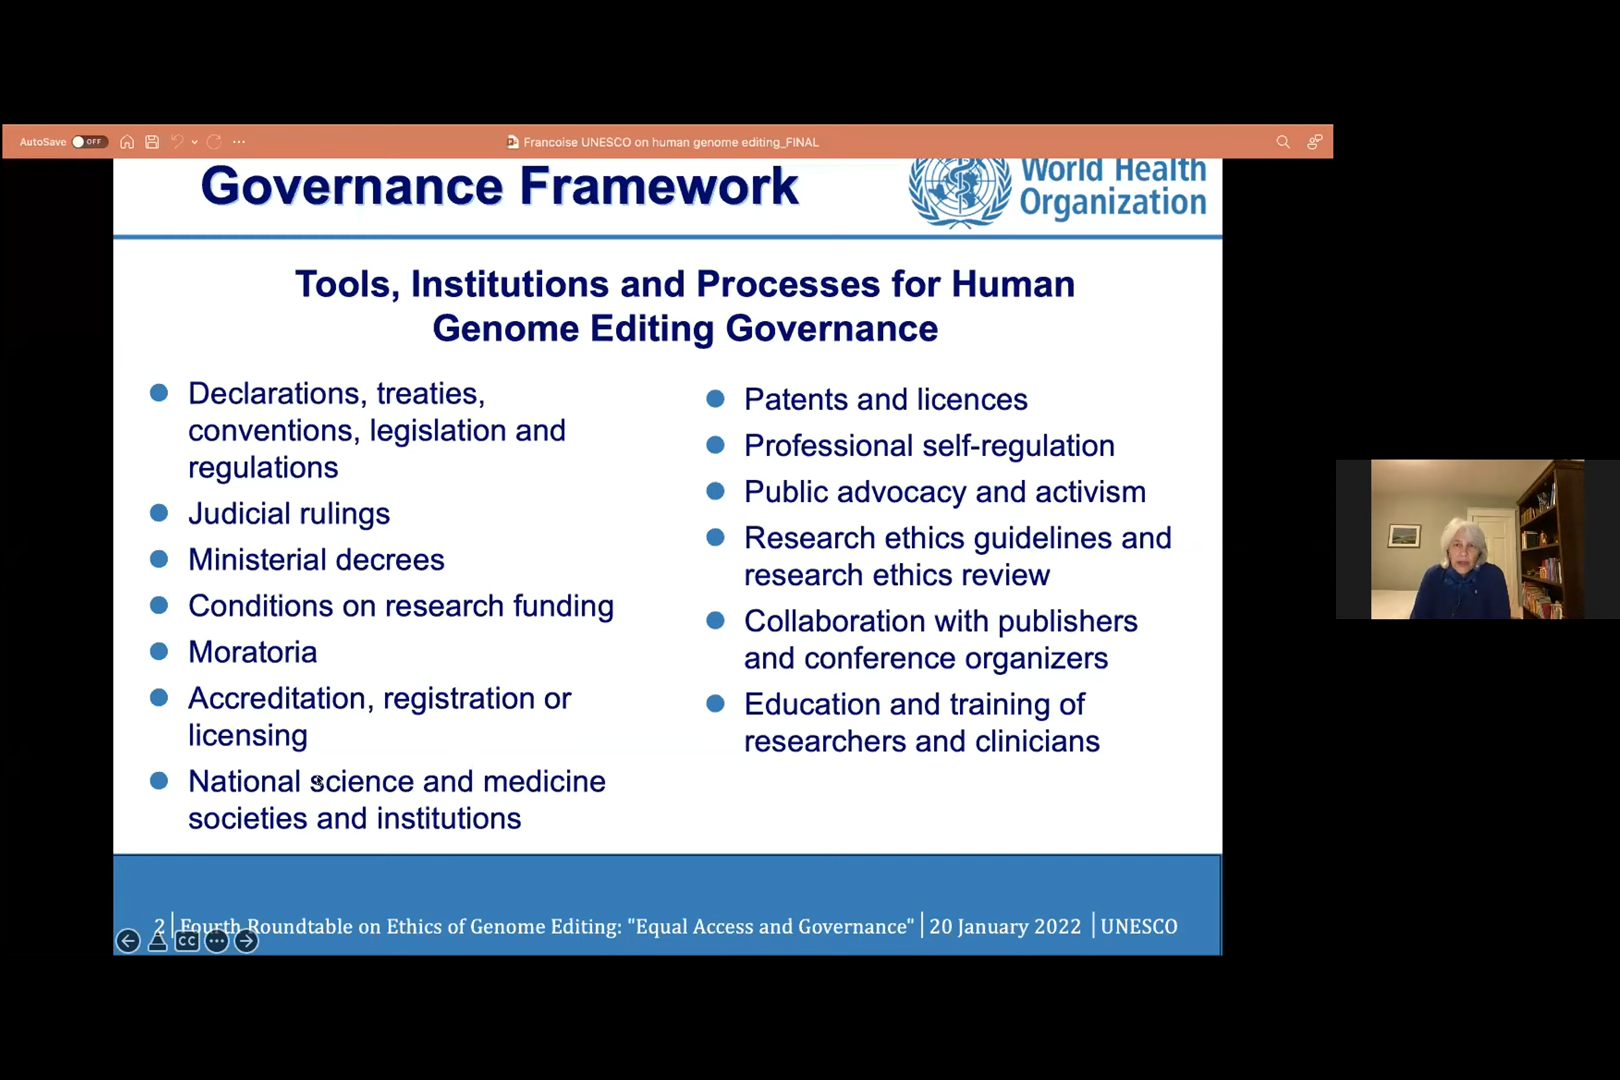 AutoSave OFF
Francoise UNESCO on human genome editing_FINAL
Governance Framework
World Health
Organization
Tools, Institutions and Processes for Human
Genome Editing Governance
Declarations, treaties,
conventions, legislation and
regulations
Judicial rulings
Ministerial decrees
Conditions on research funding
Moratoria
Accreditation, registration or
licensing
National science and medicine
societies and institutions
Patents and licences
Professional self-regulation
Public advocacy and activism
Research ethics guidelines and
research ethics review
Collaboration with publishers
and conference organizers
Education and training of
researchers and clinicians
2 | Fourth Roundtable on Ethics of Genome Editing: "Equal Access and Governance" | 20 January 2022 | UNESCO
CC